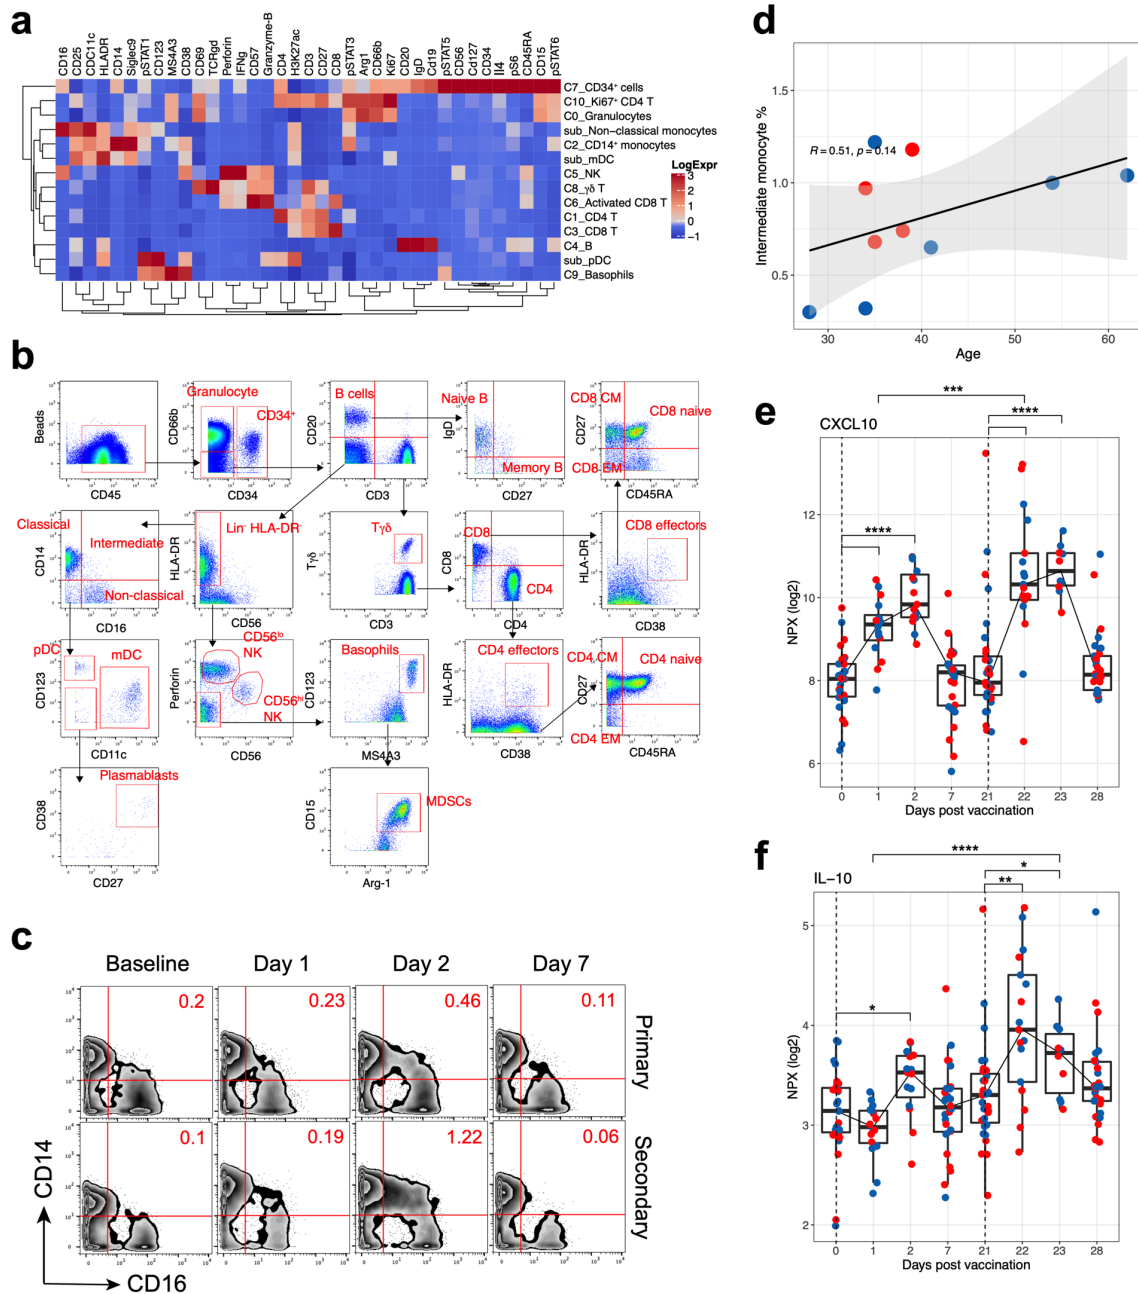 a
CD16 CD25 CDC11c HLADR CD14 Siglec9 pSTAT1 CD123 MS4A3 CD38 CD69 TCRgd Perforin IFNg CD57 Granzyme-B CD4 H3K27ac CD3 CD27 CD8 pSTAT3 Arg1 CD66b Ki67 CD20 IgD Cd19 pSTAT5 CD56 Cd127 CD34 Il4 pS6 CD45RA CD15 pSTAT6
C7_CD34⁺ cells
C10_Ki67⁺ CD4 T
C0_Granulocytes
sub_Non-classical monocytes
C2_CD14⁺ monocytes
sub_mDC
C5_NK
C8_γδ T
C6_Activated CD8 T
C1_CD4 T
C3_CD8 T
C4_B
sub_pDC
C9_Basophils
LogExpr
3
2
1
0
−1
b
Beads
CD45
Granulocyte
CD34⁺
CD66b
CD34
B cells
CD20
CD3
Naive B
IgD
Memory B
CD27
CD8 CM
CD8 naive
CD27
CD8 EM
CD45RA
Classical
Intermediate
CD14
Non-classical
CD16
Lin⁻ HLA-DR⁻
HLA-DR
CD56
Tγδ
Tγδ
CD3
CD8
CD8
CD4
CD4
CD8 effectors
HLA-DR
CD38
pDC
mDC
CD123
CD11c
CD56ˡᵒ
NK
Perforin
CD56ʰⁱ
NK
CD56
Basophils
CD123
MS4A3
CD4 effectors
HLA-DR
CD38
CD4 CM
CD4 naive
CD27
CD4 EM
CD45RA
Plasmablasts
CD38
CD27
MDSCs
CD15
Arg-1
c
Baseline Day 1 Day 2 Day 7
0.2 0.23 0.46 0.11
Primary
0.1 0.19 1.22 0.06
Secondary
CD14
CD16
d
Intermediate monocyte %
1.5
1.0
0.5
R = 0.51, p = 0.14
30 40 50 60
Age
e
CXCL10
***
****
****
NPX (log2)
12
10
8
6
0 1 2 7 21 22 23 28
Days post vaccination
f
IL−10
****
*
**
*
NPX (log2)
5
4
3
2
0 1 2 7 21 22 23 28
Days post vaccination